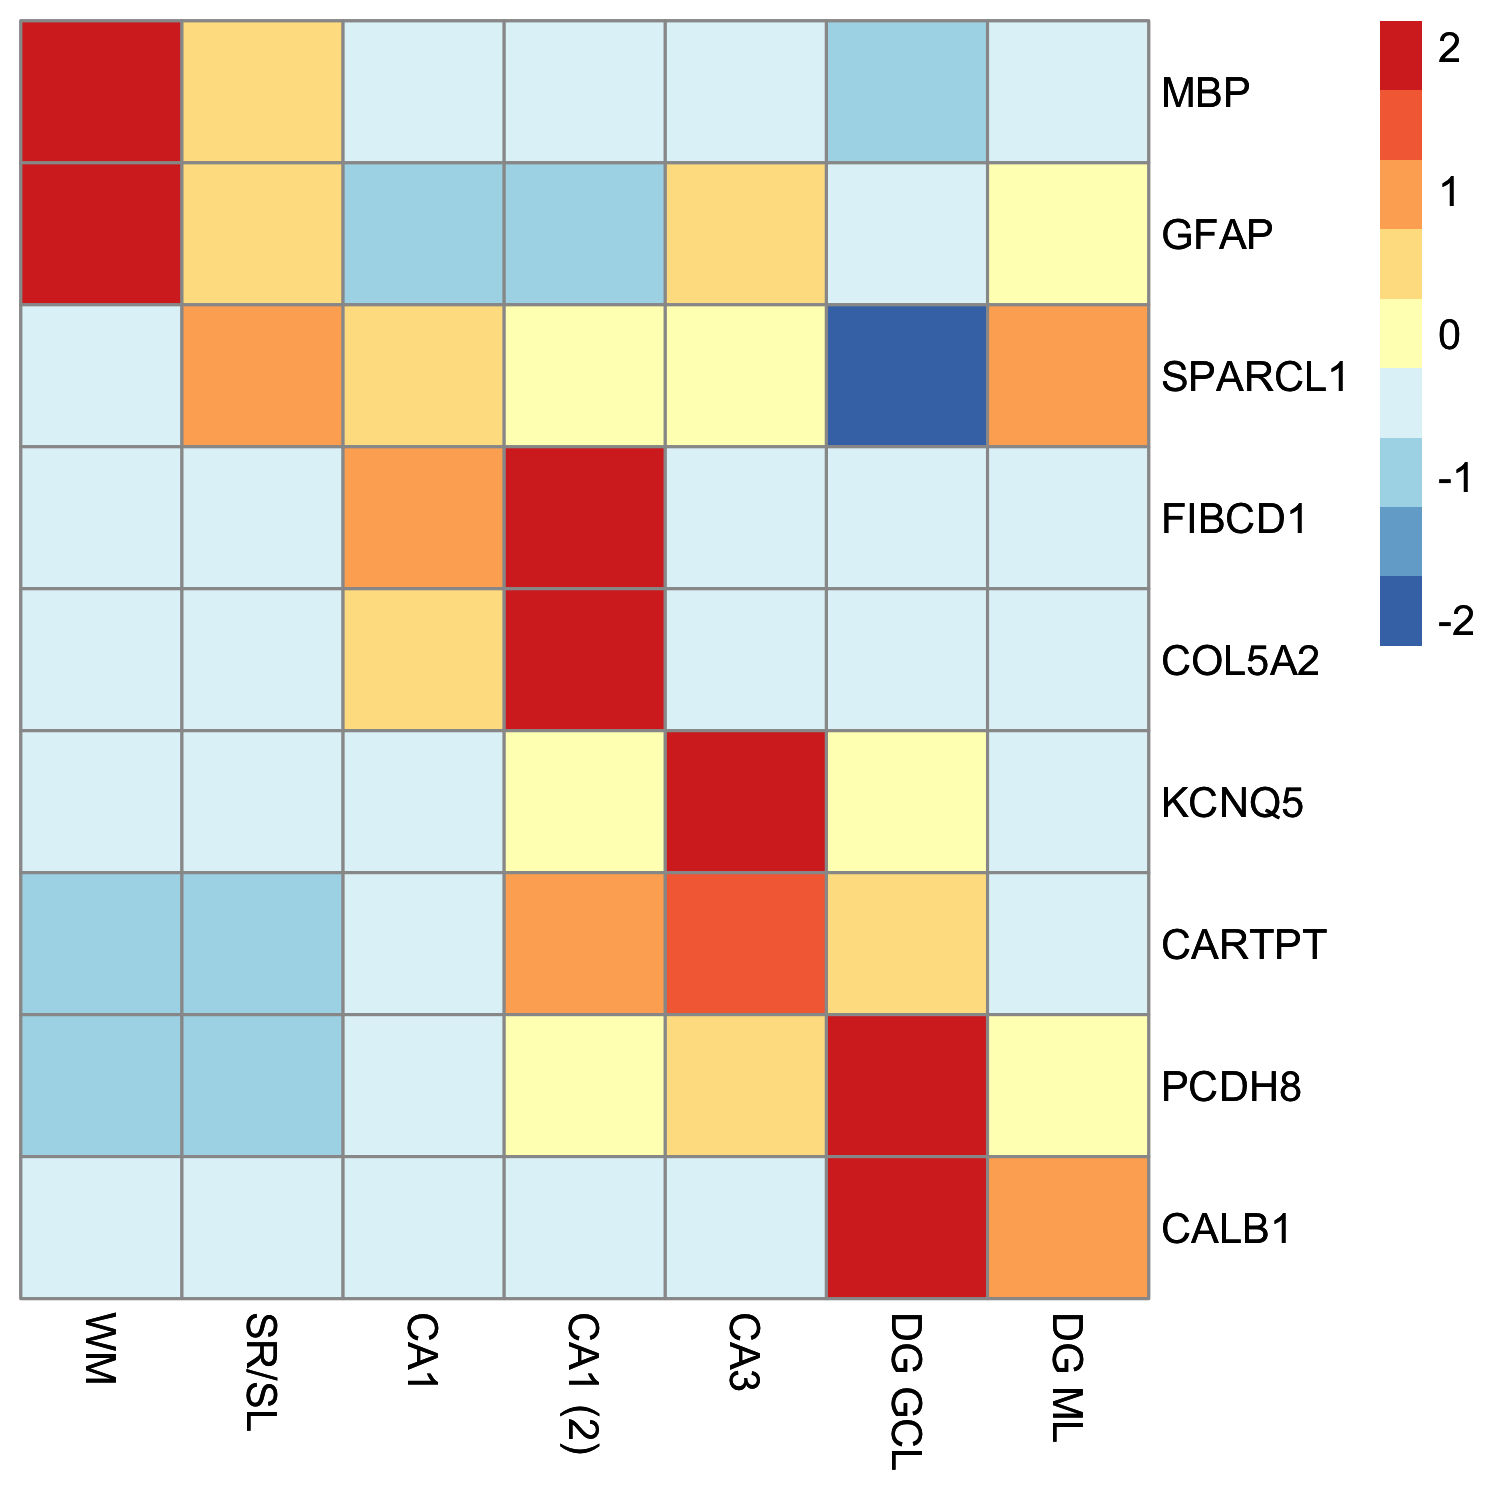 2
MBP
1
GFAP
0
SPARCL1
-1
FIBCD1
-2
COL5A2
KCNQ5
CARTPT
PCDH8
CALB1
WM
SR/SL
CA1
CA1 (2)
CA3
DG GCL
DG ML